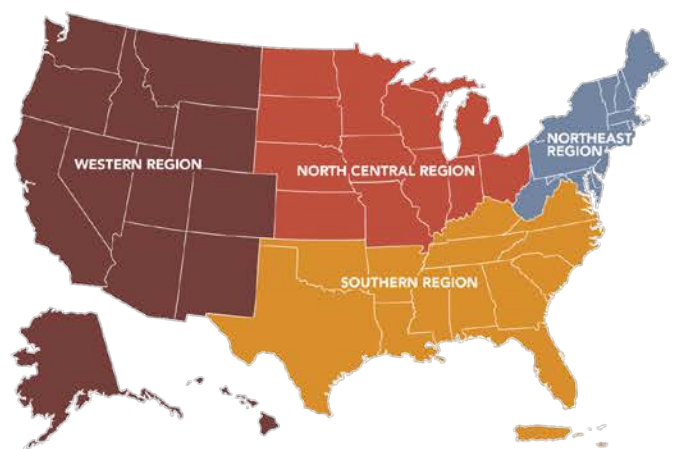 NORTHEAST
REGION
WESTERN REGION
NORTH CENTRAL REGION
SOUTHERN REGION